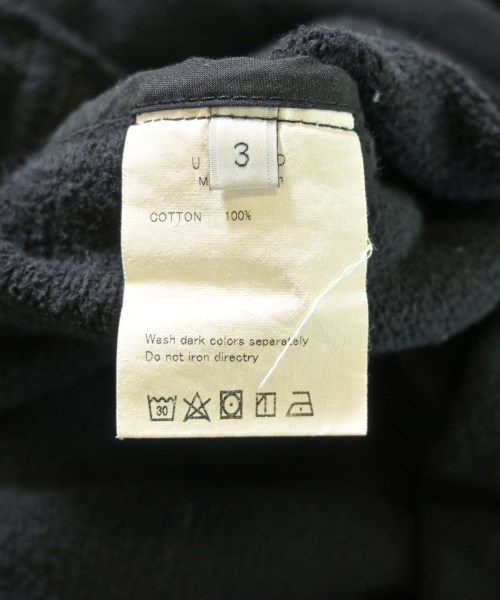 3
COTTON 100%
Wash dark colors separately
Do not iron directry
30